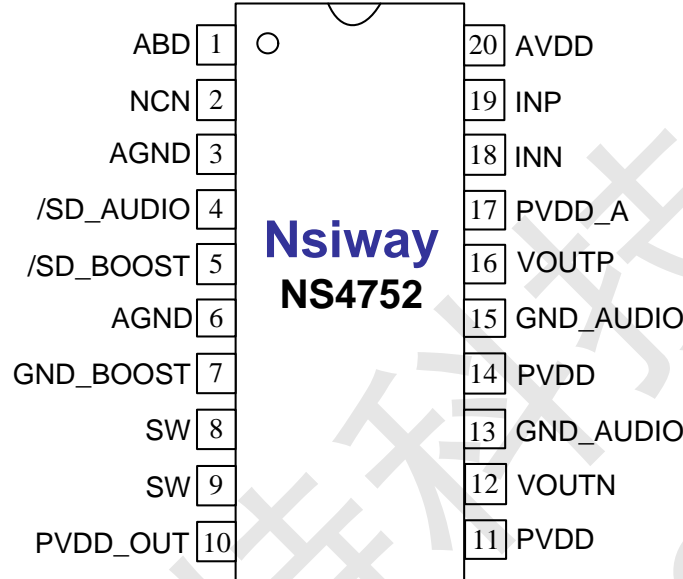 ABD 1 20 AVDD
NCN 2 19 INP
AGND 3 18 INN
/SD_AUDIO 4 17 PVDD_A
/SD_BOOST 5 16 VOUTP
AGND 6 15 GND_AUDIO
GND_BOOST 7 14 PVDD
SW 8 13 GND_AUDIO
SW 9 12 VOUTN
PVDD_OUT 10 11 PVDD
Nsiway
NS4752
科技